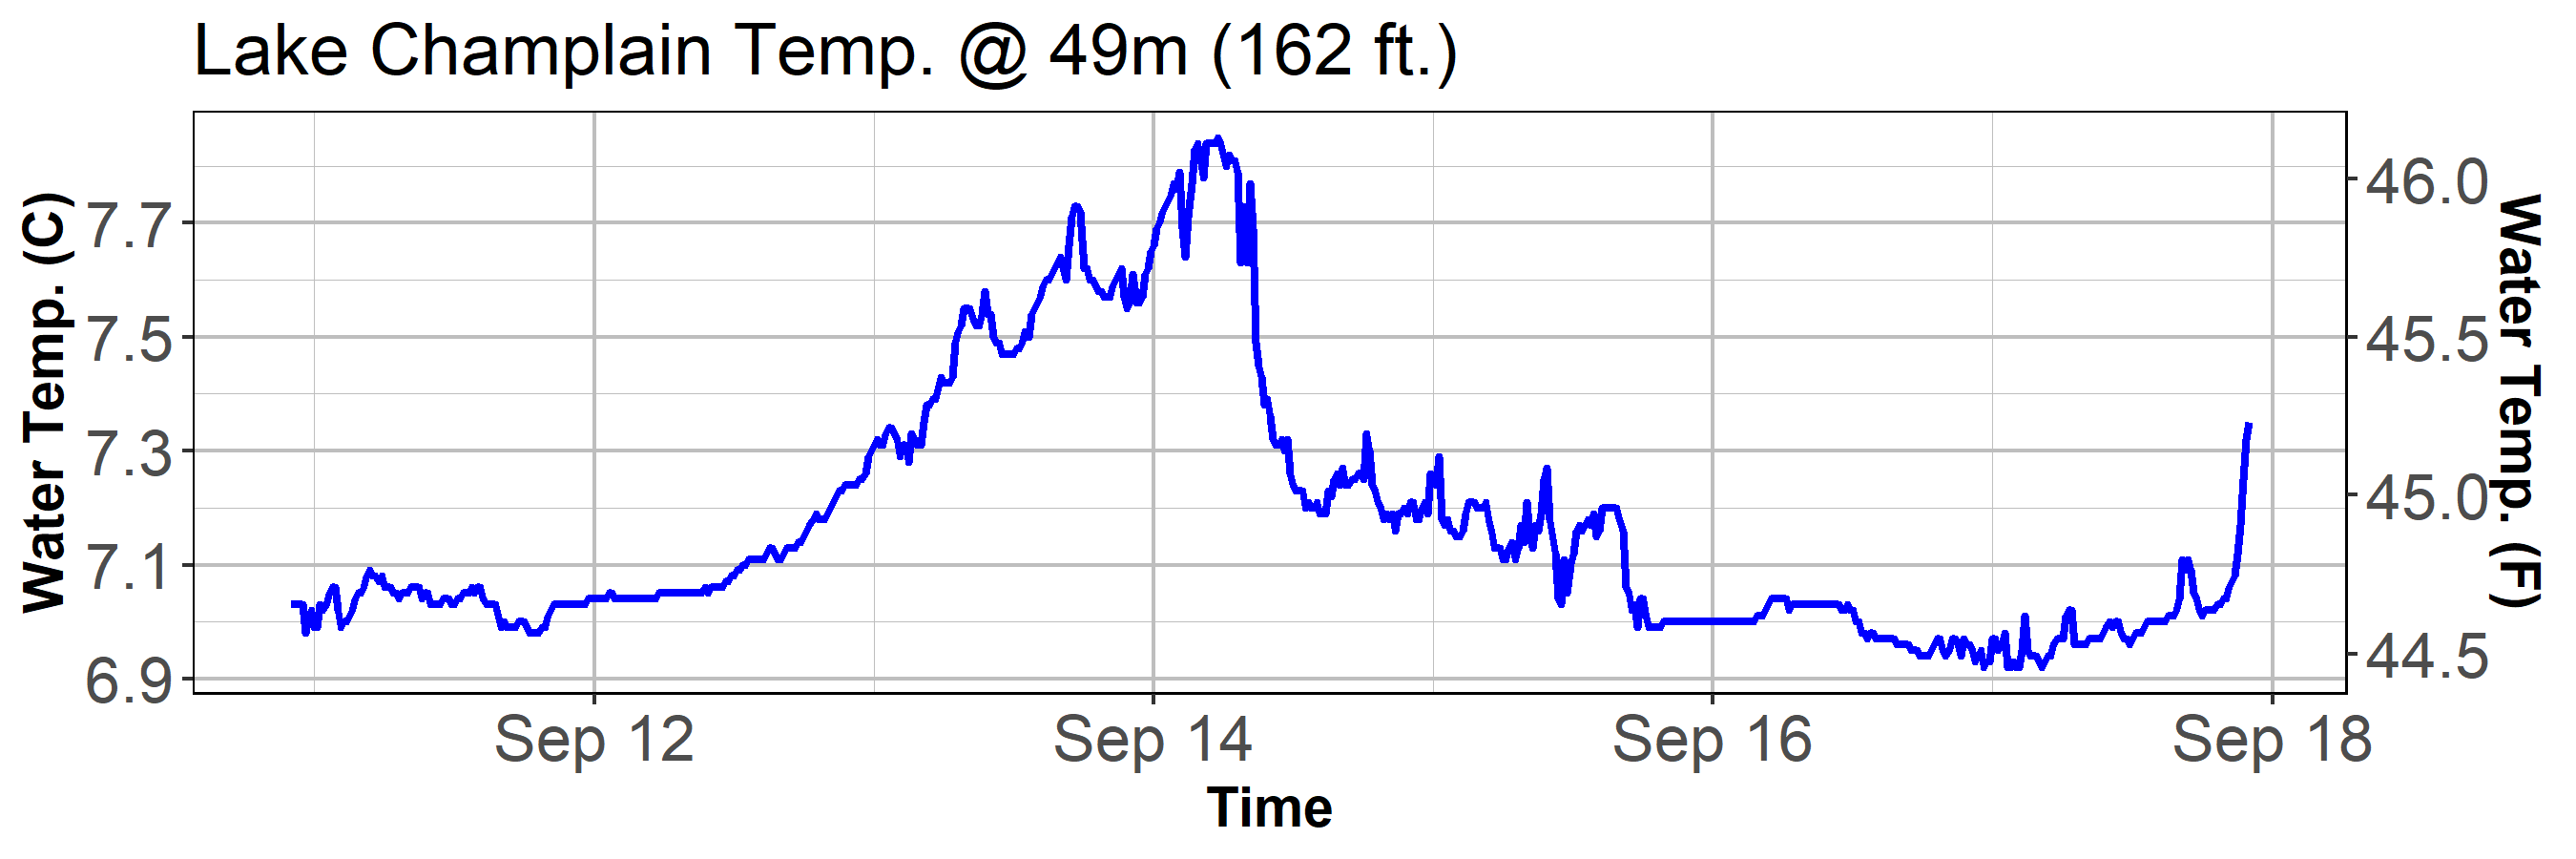 Lake Champlain Temp. @ 49m (162 ft.)
Water Temp. (C)
7.7
7.5
7.3
7.1
6.9
46.0
45.5
45.0
44.5
Water Temp. (F)
Sep 12 Sep 14 Sep 16 Sep 18
Time